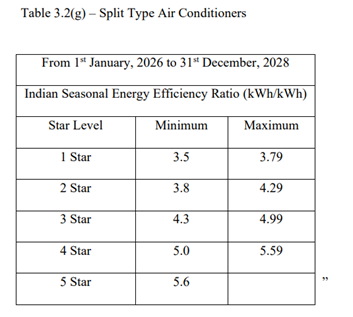 Table 3.2(g) – Split Type Air Conditioners
From 1st January, 2026 to 31st December, 2028
Indian Seasonal Energy Efficiency Ratio (kWh/kWh)
Star Level Minimum Maximum
1 Star 3.5 3.79
2 Star 3.8 4.29
3 Star 4.3 4.99
4 Star 5.0 5.59
5 Star 5.6 ”